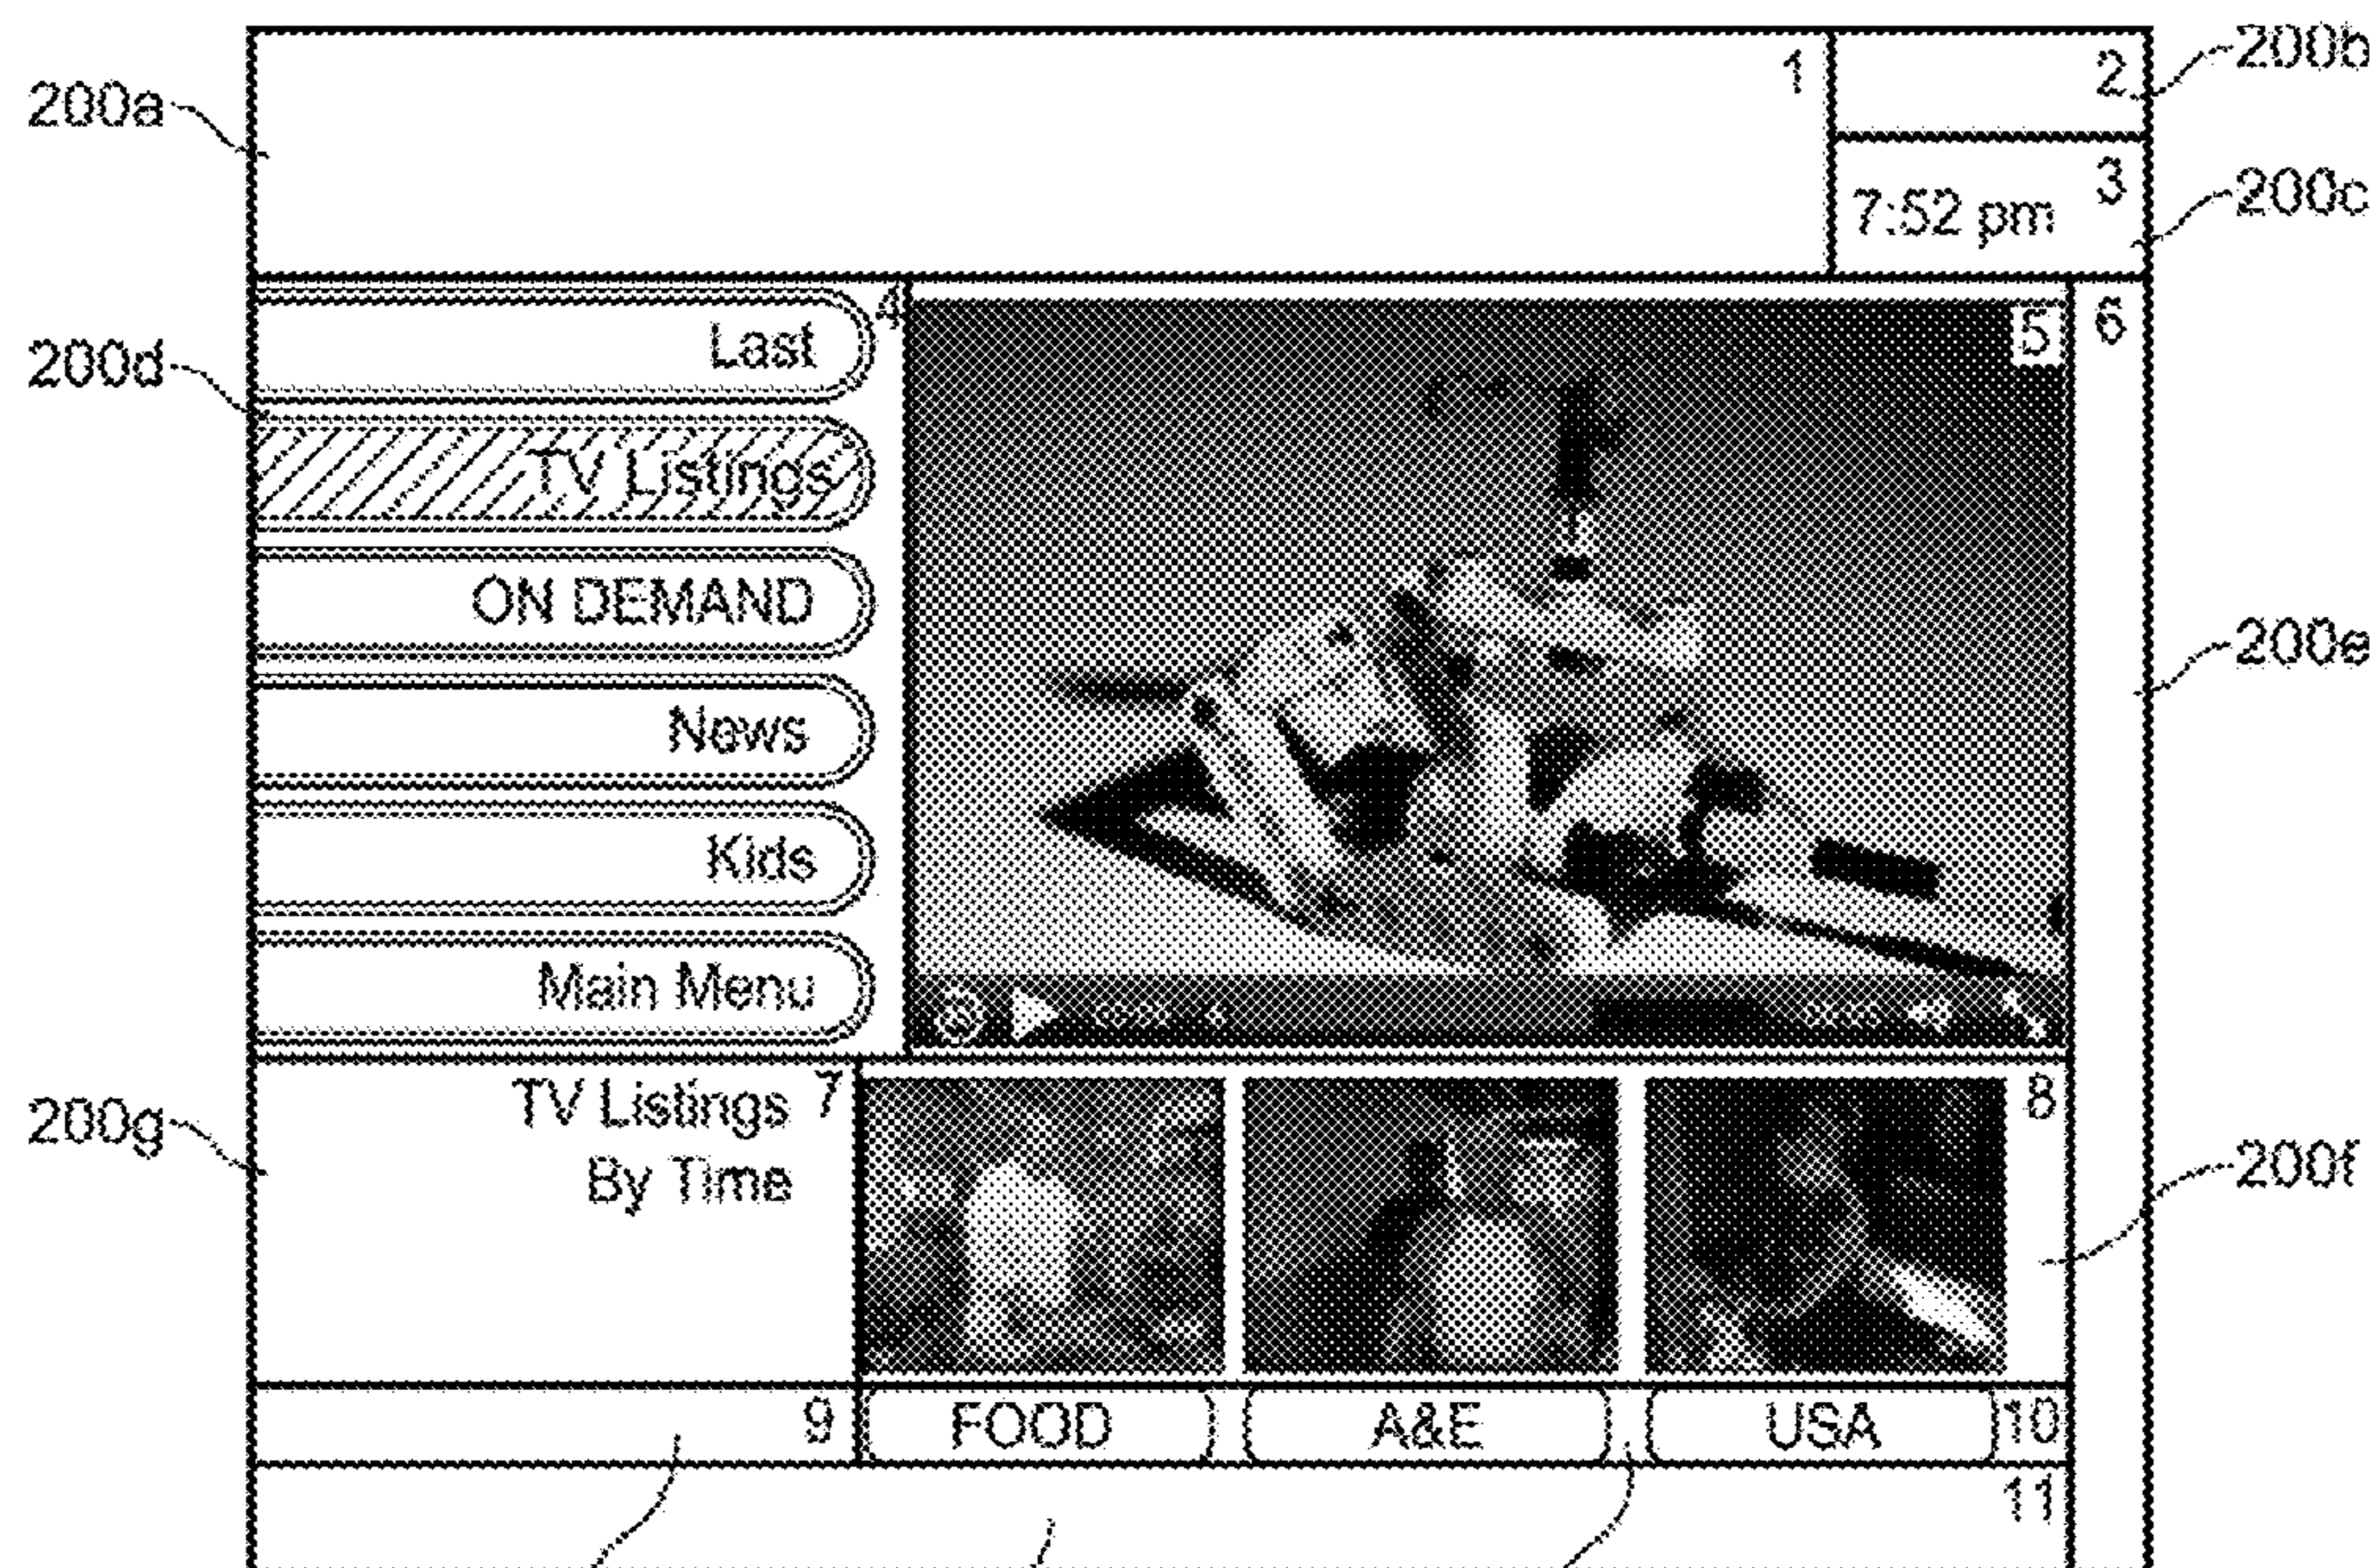 1
2
200b
200a
3
7:52 pm
200c
4
5
6
Last
200d
TV Listings
ON DEMAND
200e
News
Kids
Main Menu
TV Listings 7
By Time
8
200g
200f
9
FOOD
A&E
USA
10
11